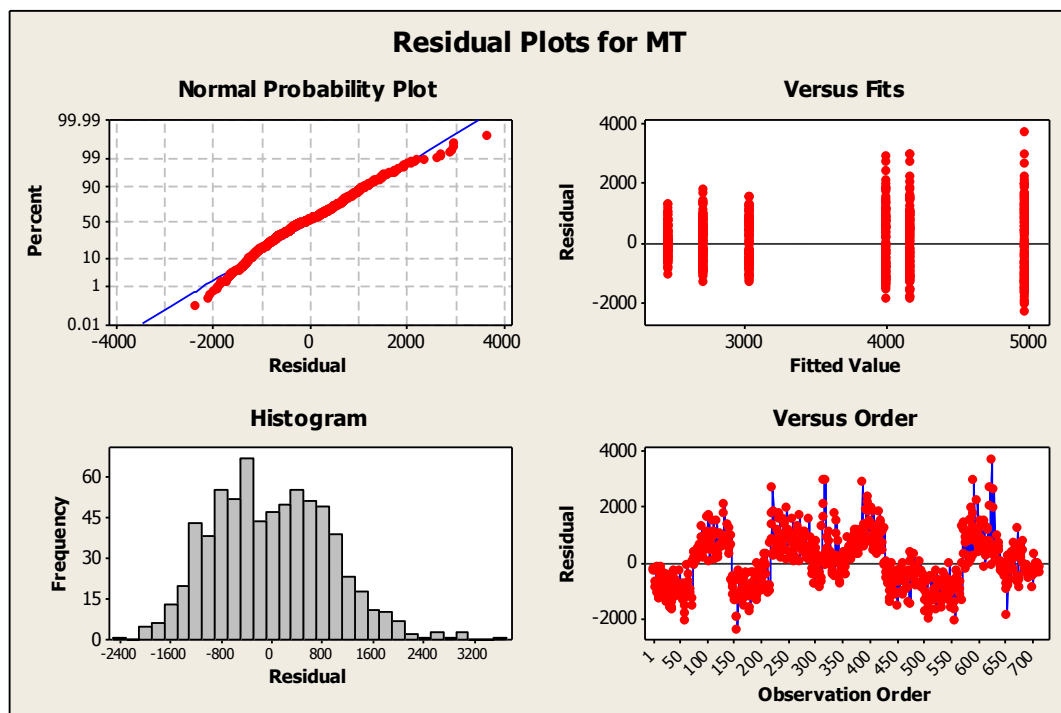 Residual Plots for MT
Normal Probability Plot
99.99
99
90
50
10
1
0.01
Percent
-4000 -2000 0 2000 4000
Residual
Versus Fits
4000
2000
0
-2000
Residual
3000 4000 5000
Fitted Value
Histogram
60
45
30
15
0
Frequency
-2400 -1600 -800 0 800 1600 2400 3200
Residual
Versus Order
4000
2000
0
-2000
Residual
1 50 100 150 200 250 300 350 400 450 500 550 600 650 700
Observation Order